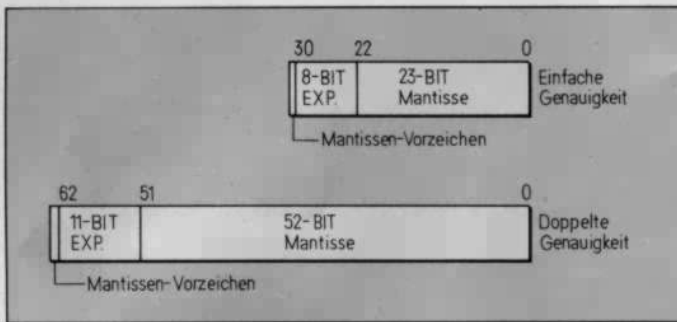 30 22 0
8-BIT 23-BIT Einfache
EXP. Mantisse Genauigkeit
Mantissen-Vorzeichen
62 51 0
11-BIT 52-BIT Doppelte
EXP. Mantisse Genauigkeit
Mantissen-Vorzeichen